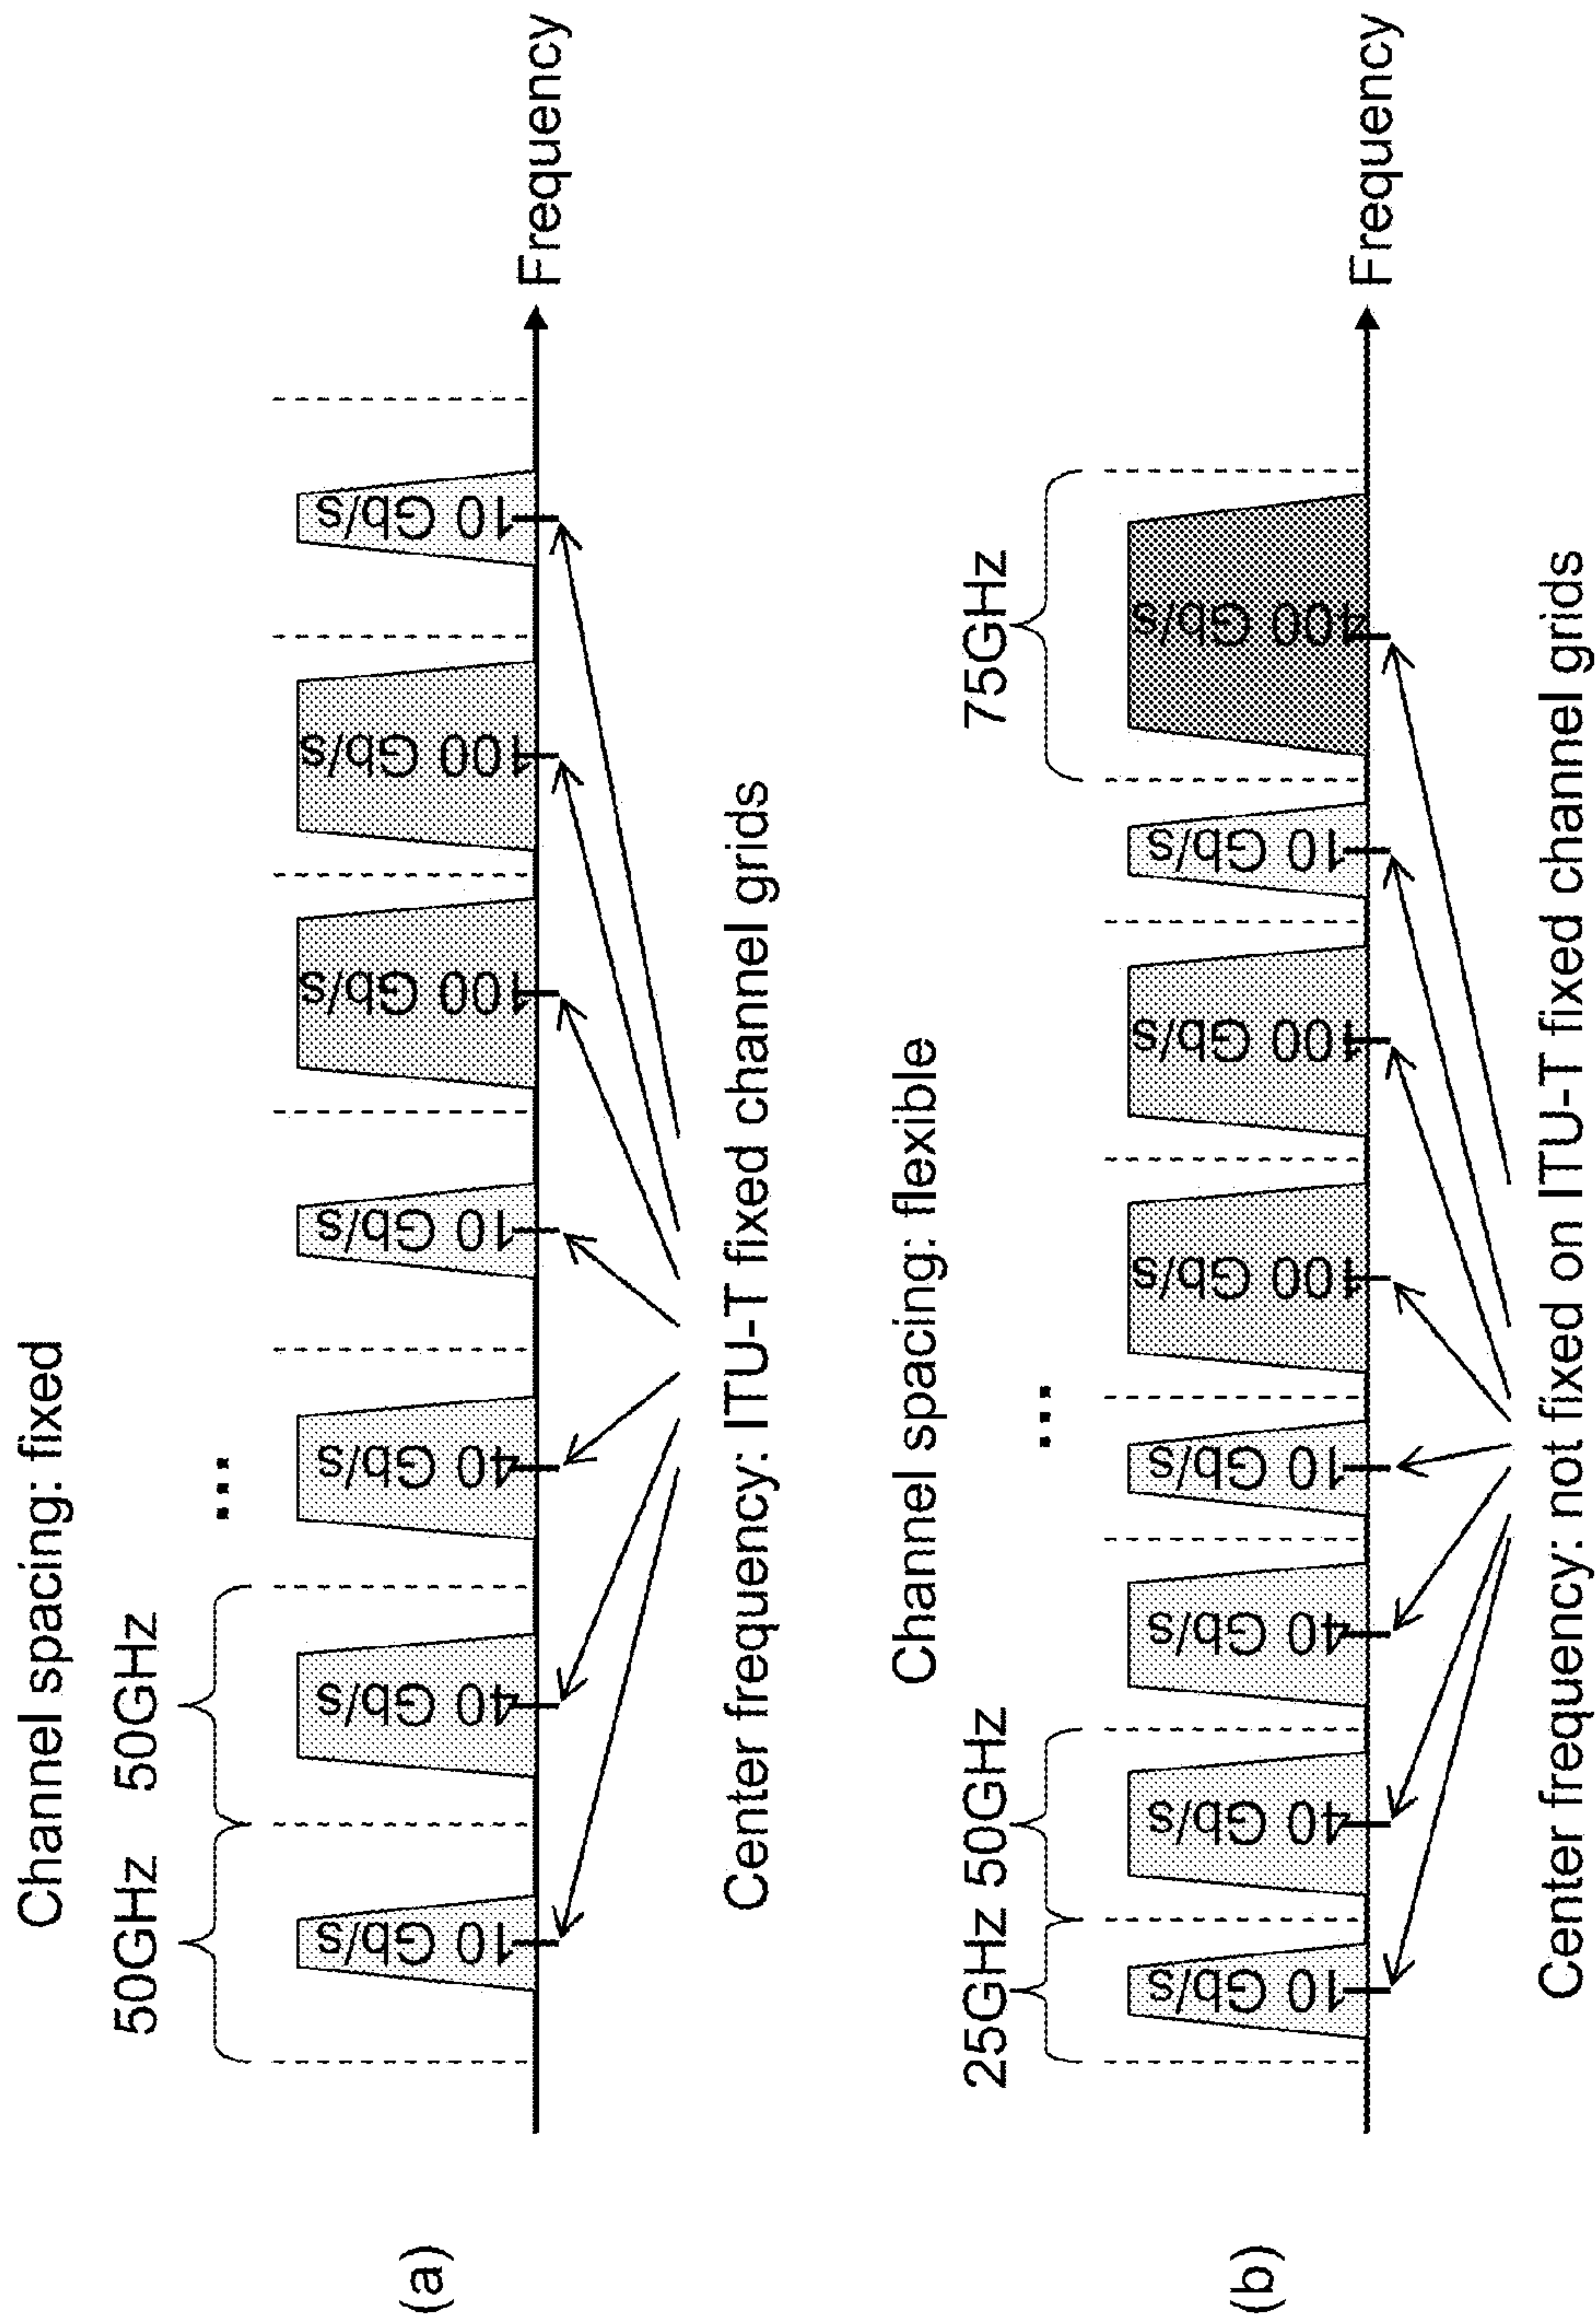 Channel spacing: fixed
50GHz 50GHz
...
10 Gb/s
40 Gb/s
40 Gb/s
10 Gb/s
100 Gb/s
100 Gb/s
10 Gb/s
Frequency
(a)
Center frequency: ITU-T fixed channel grids
Channel spacing: flexible
25GHz 50GHz
...
75GHz
10 Gb/s
40 Gb/s
40 Gb/s
10 Gb/s
100 Gb/s
100 Gb/s
10 Gb/s
400 Gb/s
Frequency
(b)
Center frequency: not fixed on ITU-T fixed channel grids